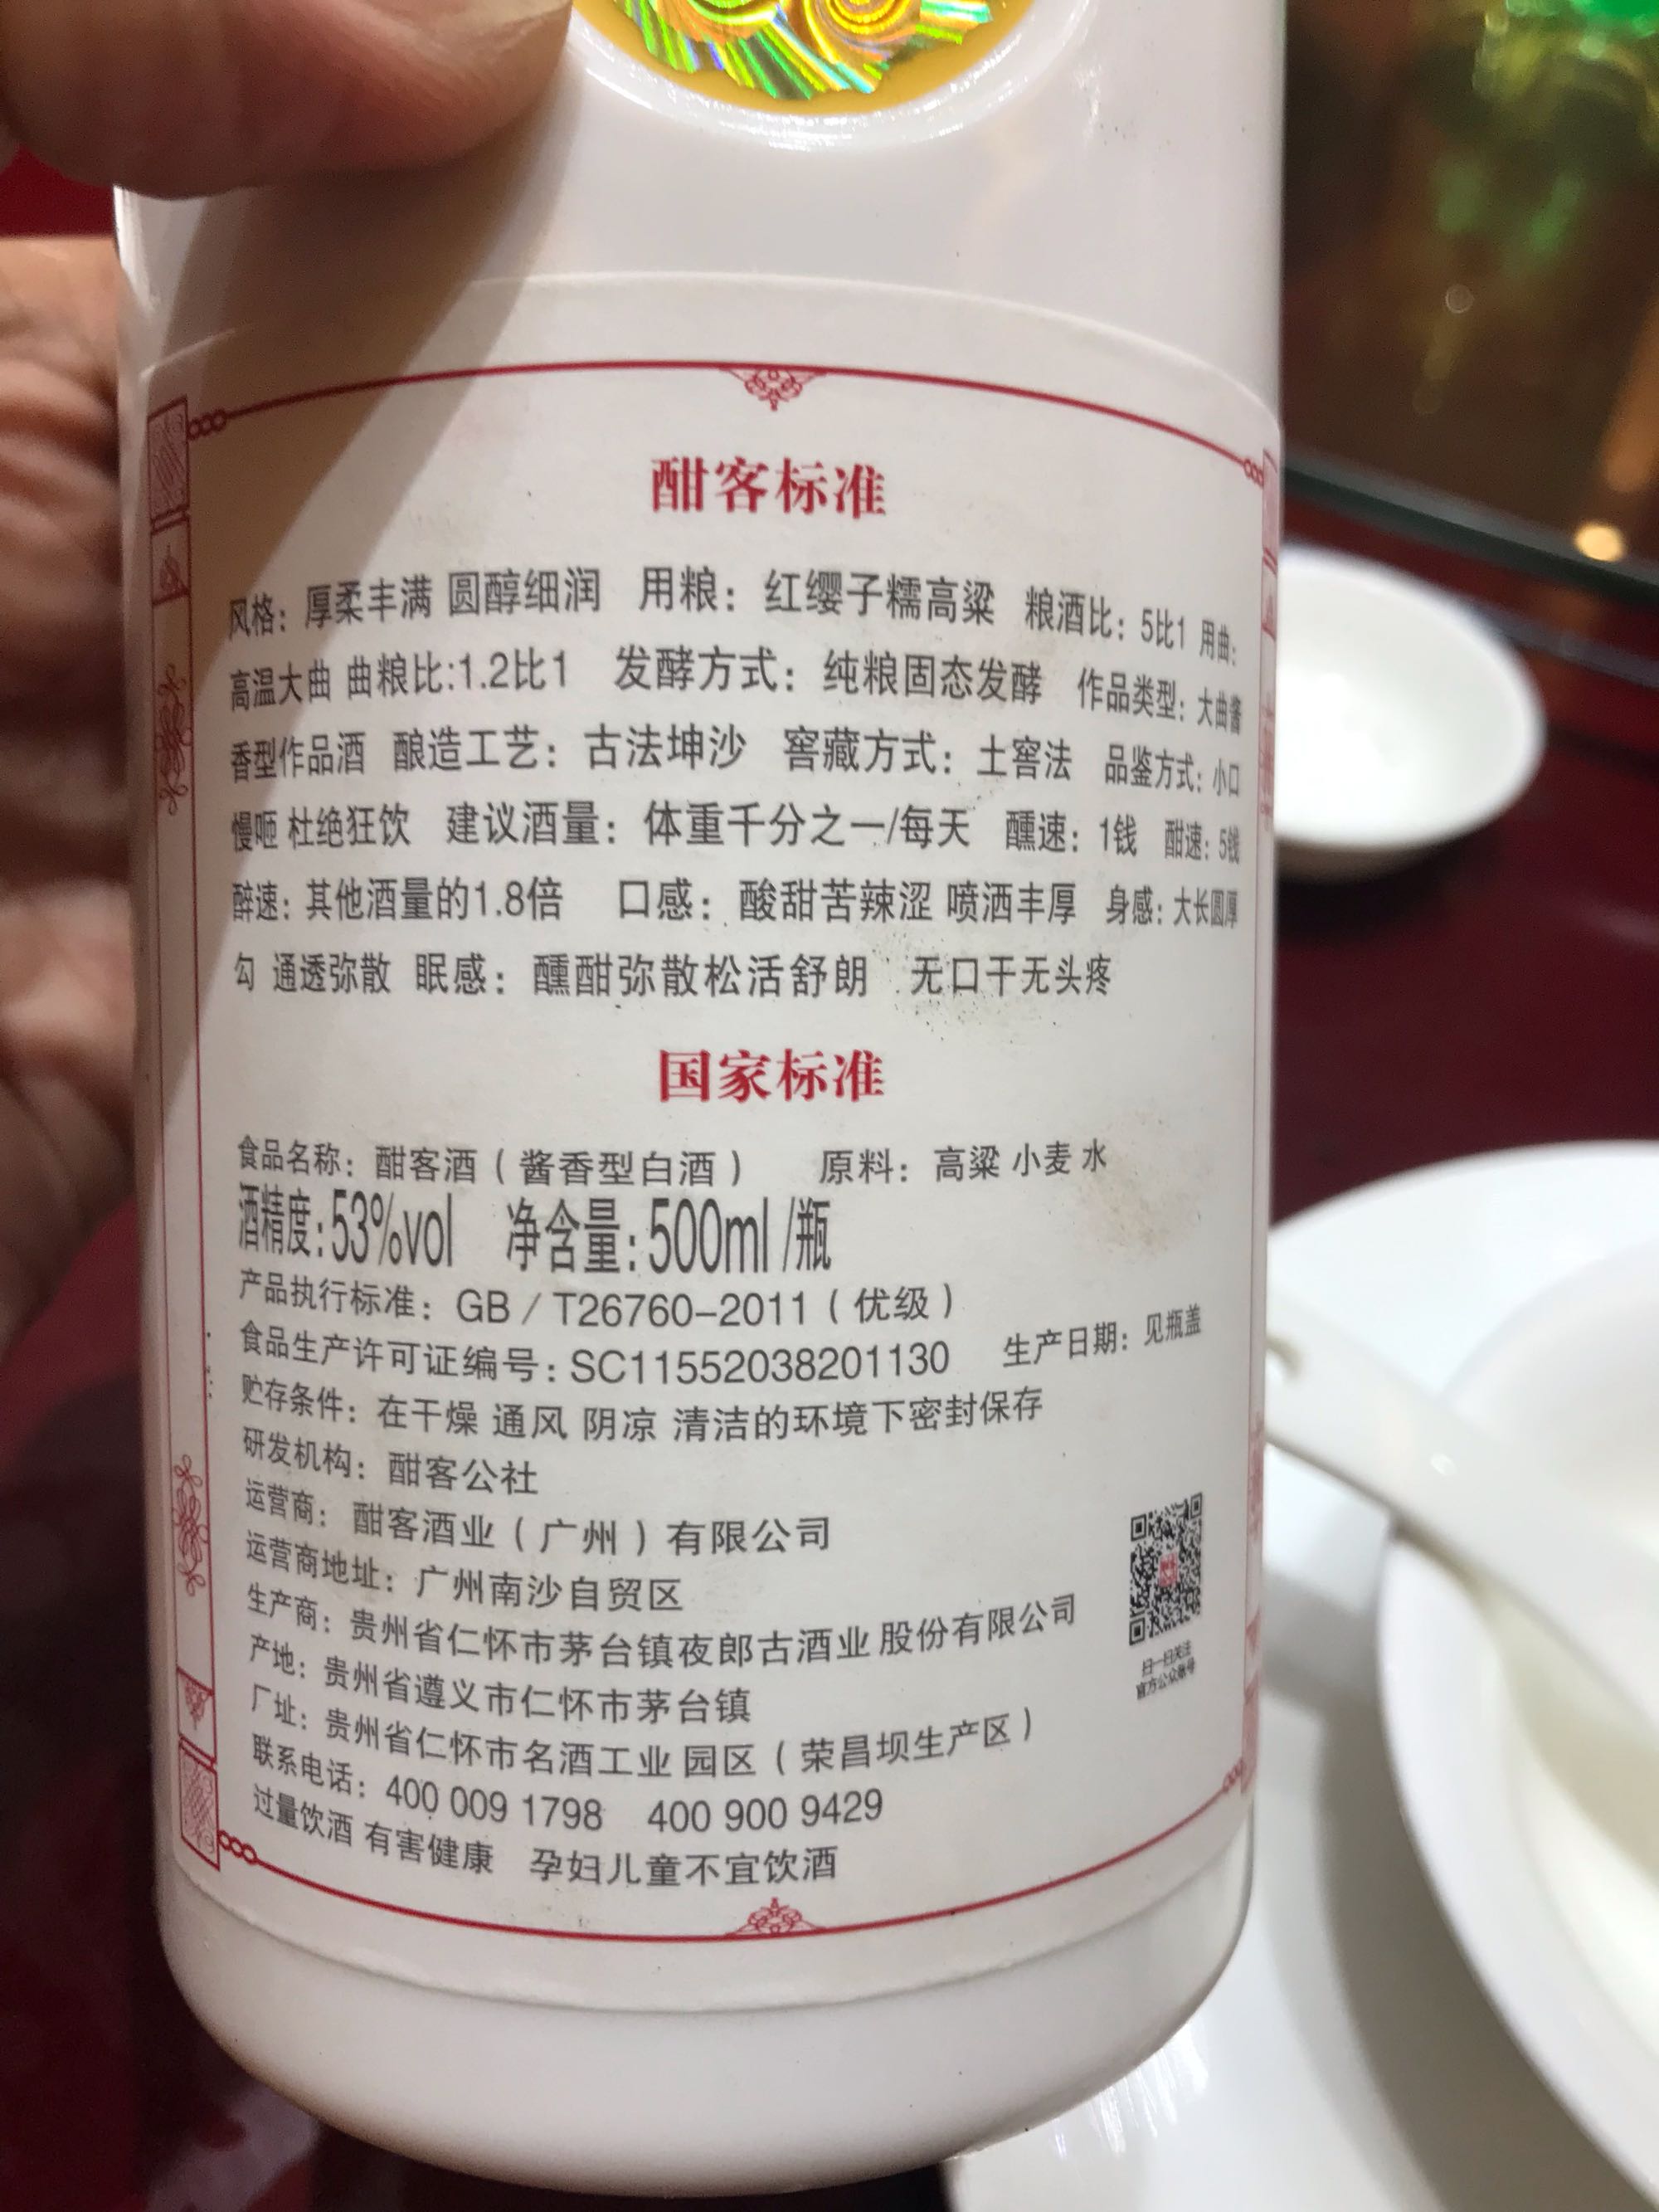 酣客标准
风格：厚柔丰满 圆醇细润 用粮：红缨子糯高粱 粮酒比：5比1 用曲：
高温大曲 曲粮比:1.2比1 发酵方式：纯粮固态发酵 作品类型：大曲酱
香型作品酒 酿造工艺：古法坤沙 窖藏方式：土窖法 品鉴方式：小口
慢咂 杜绝狂饮 建议酒量：体重千分之一/每天 醺速：1钱 酣速：5钱
醉速：其他酒量的1.8倍 口感：酸甜苦辣涩 喷洒丰厚 身感：大长圆厚
勾 通透弥散 眠感：醺酣弥散松活舒朗 无口干无头疼
国家标准
食品名称：酣客酒（酱香型白酒） 原料：高粱 小麦 水
酒精度：53%vol 净含量：500ml /瓶
产品执行标准：GB/T26760-2011（优级）
食品生产许可证编号：SC11552038201130 生产日期：见瓶盖
贮存条件：在干燥 通风 阴凉 清洁的环境下密封保存
研发机构：酣客公社
运营商：酣客酒业（广州）有限公司
运营商地址：广州南沙自贸区
生产商：贵州省仁怀市茅台镇夜郎古酒业股份有限公司
产地：贵州省遵义市仁怀市茅台镇
厂址：贵州省仁怀市名酒工业园区（荣昌坝生产区）
联系电话：400 009 1798 400 900 9429
过量饮酒 有害健康 孕妇儿童不宜饮酒
扫一扫关注
官方公众账号